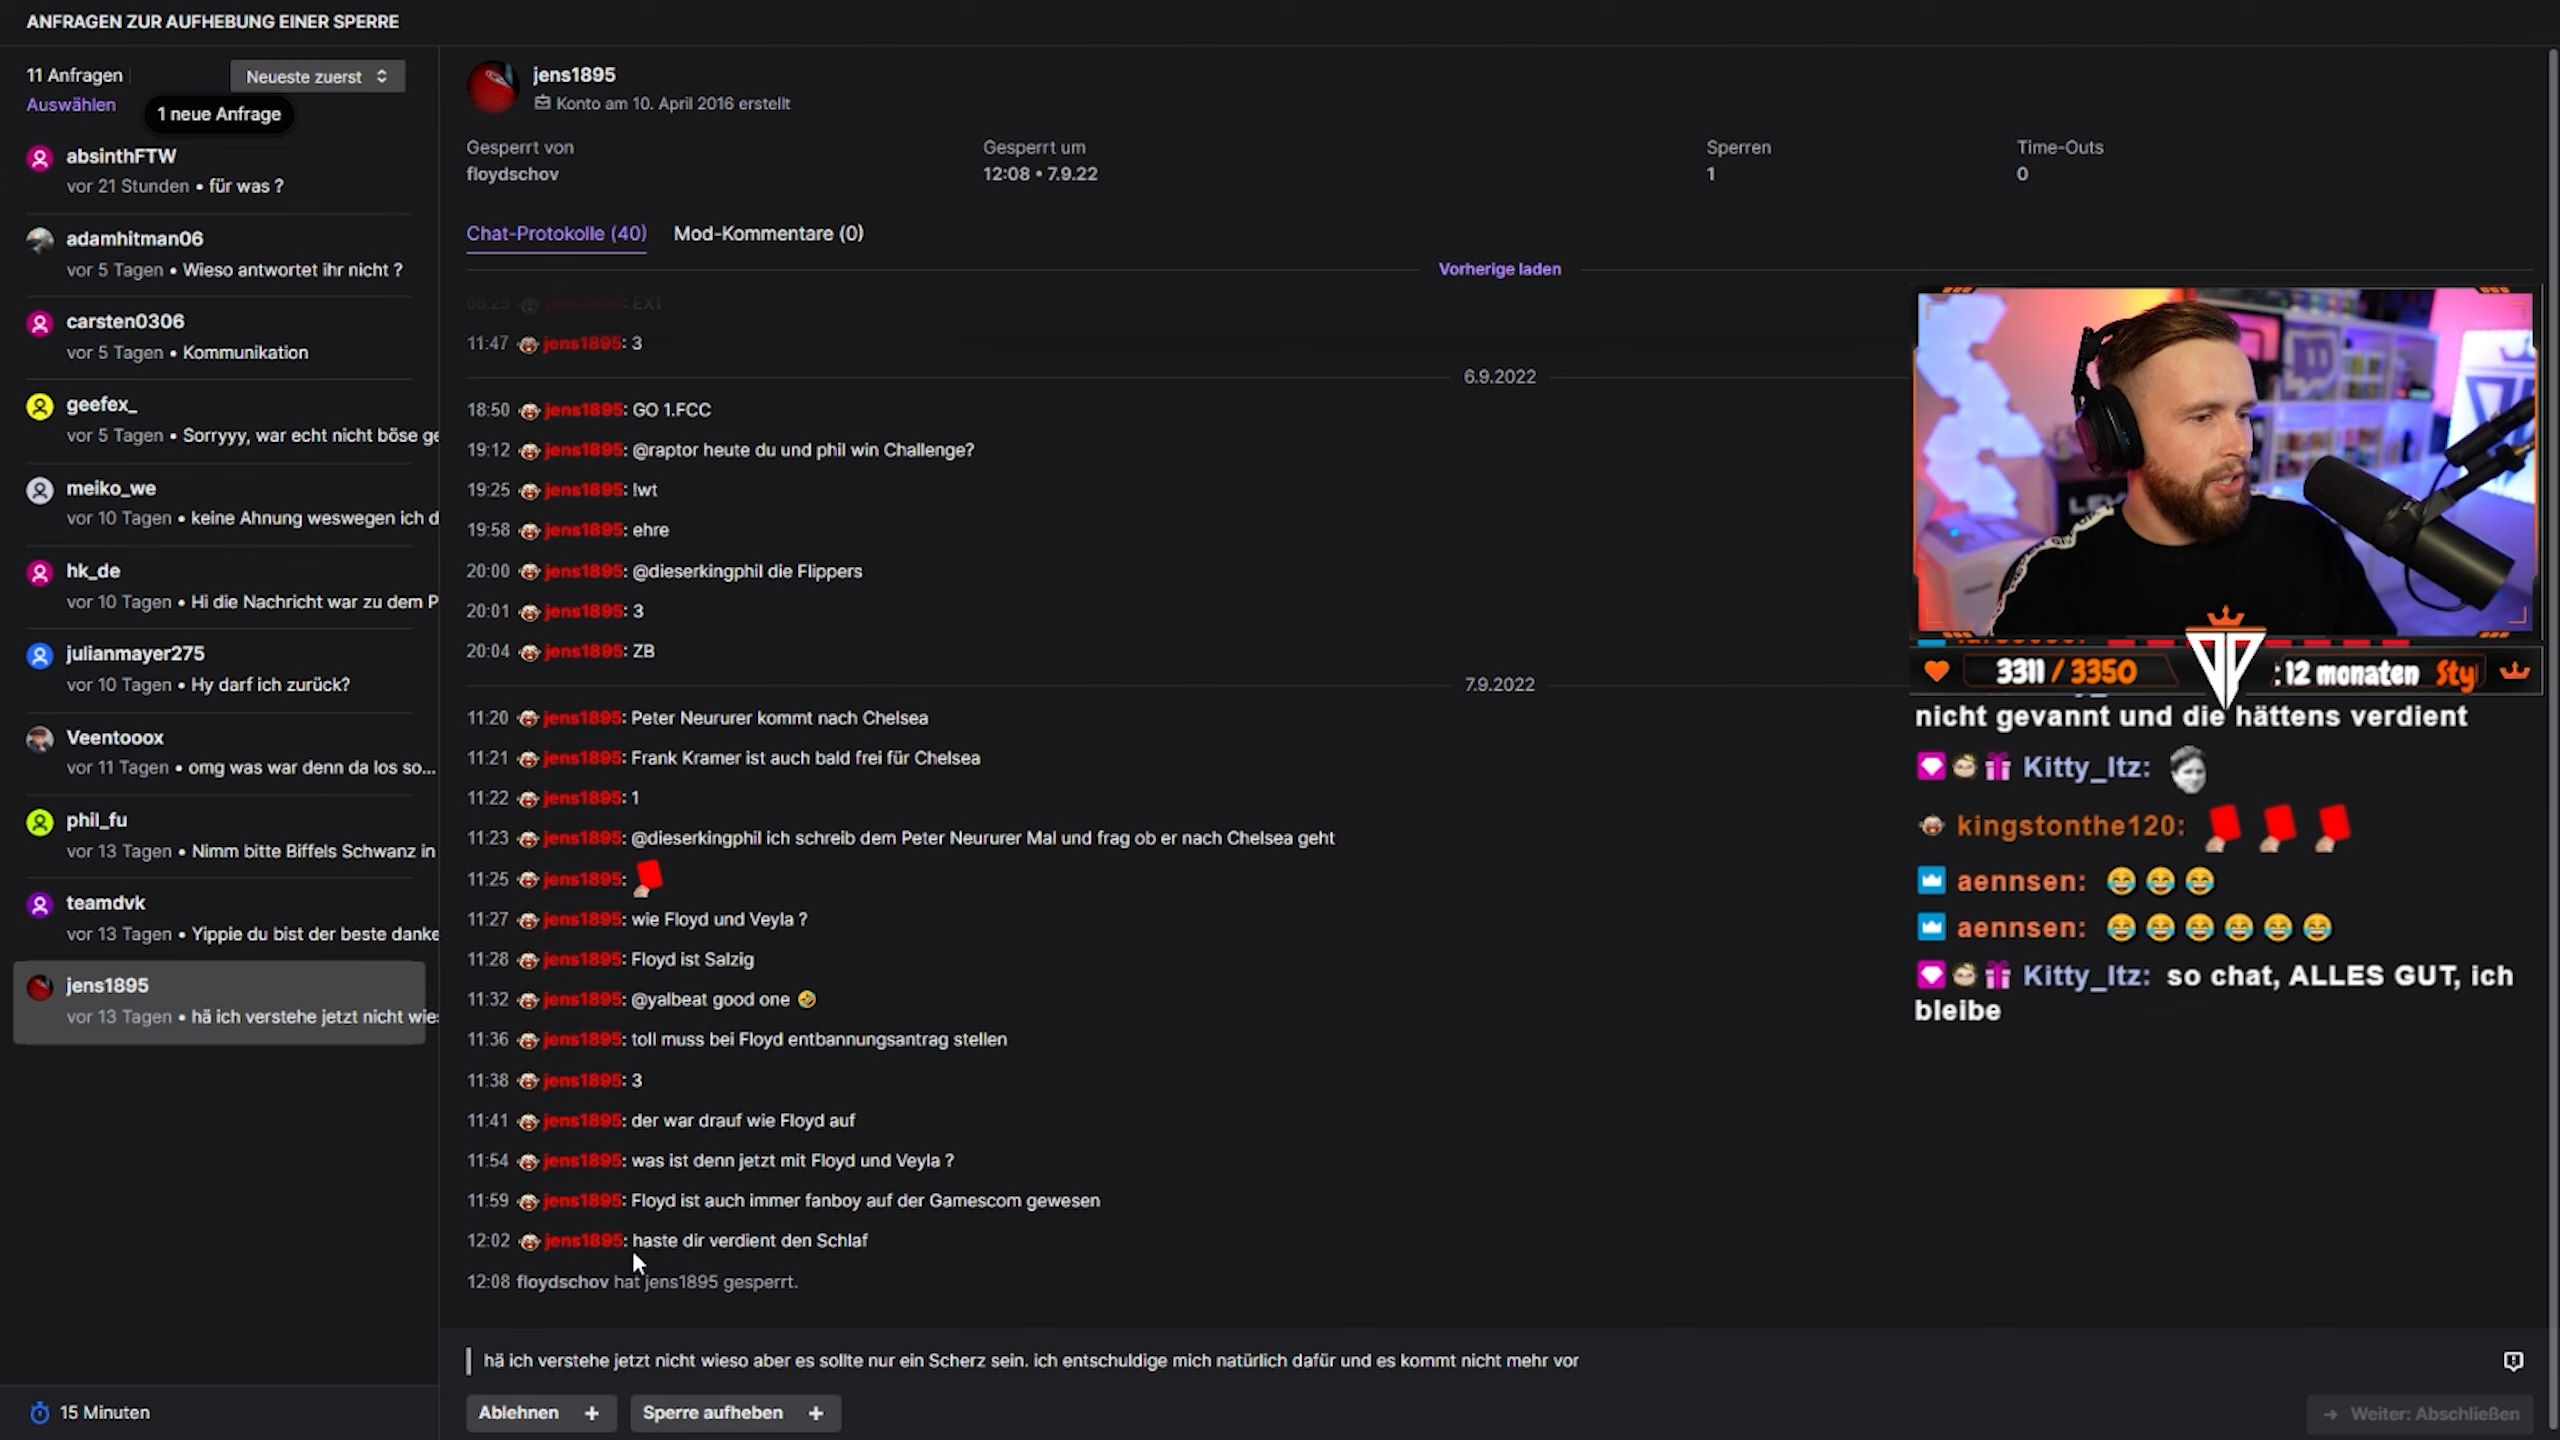 ANFRAGEN ZUR AUFHEBUNG EINER SPERRE
11 Anfragen
Neueste zuerst
Auswählen
1 neue Anfrage
absinthFTW
vor 21 Stunden • für was ?
adamhitman06
vor 5 Tagen • Wieso antwortet ihr nicht ?
carsten0306
vor 5 Tagen • Kommunikation
geefex_
vor 5 Tagen • Sorryyy, war echt nicht böse ge
meiko_we
vor 10 Tagen • keine Ahnung weswegen ich d
hk_de
vor 10 Tagen • Hi die Nachricht war zu dem P
julianmayer275
vor 10 Tagen • Hy darf ich zurück?
Veentooox
vor 11 Tagen • omg was war denn da los so...
phil_fu
vor 13 Tagen • Nimm bitte Biffels Schwanz in
teamdvk
vor 13 Tagen • Yippie du bist der beste danke
jens1895
vor 13 Tagen • hä ich verstehe jetzt nicht wie
15 Minuten
jens1895
Konto am 10. April 2016 erstellt
Gesperrt von
floydschov
Gesperrt um
12:08 • 7.9.22
Sperren
1
Time-Outs
0
Chat-Protokolle (40)
Mod-Kommentare (0)
Vorherige laden
08:29 jens1895: EX1
11:47 jens1895: 3
6.9.2022
18:50 jens1895: GO 1.FCC
19:12 jens1895: @raptor heute du und phil win Challenge?
19:25 jens1895: !wt
19:58 jens1895: ehre
20:00 jens1895: @dieserkingphil die Flippers
20:01 jens1895: 3
20:04 jens1895: ZB
7.9.2022
11:20 jens1895: Peter Neururer kommt nach Chelsea
11:21 jens1895: Frank Kramer ist auch bald frei für Chelsea
11:22 jens1895: 1
11:23 jens1895: @dieserkingphil ich schreib dem Peter Neururer Mal und frag ob er nach Chelsea geht
11:25 jens1895:
11:27 jens1895: wie Floyd und Veyla ?
11:28 jens1895: Floyd ist Salzig
11:32 jens1895: @yalbeat good one 🤣
11:36 jens1895: toll muss bei Floyd entbannungsantrag stellen
11:38 jens1895: 3
11:41 jens1895: der war drauf wie Floyd auf
11:54 jens1895: was ist denn jetzt mit Floyd und Veyla ?
11:59 jens1895: Floyd ist auch immer fanboy auf der Gamescom gewesen
12:02 jens1895: haste dir verdient den Schlaf
12:08 floydschov hat jens1895 gesperrt.
hä ich verstehe jetzt nicht wieso aber es sollte nur ein Scherz sein. ich entschuldige mich natürlich dafür und es kommt nicht mehr vor
Ablehnen +
Sperre aufheben +
Weiter: Abschließen
3311 / 3350
: 12 monaten Styl
nicht gevannt und die hättens verdient
Kitty_Itz:
kingstonthe120:
aennsen: 😂😂😂
aennsen: 😂😂😂😂😂😂
Kitty_Itz: so chat, ALLES GUT, ich
bleibe